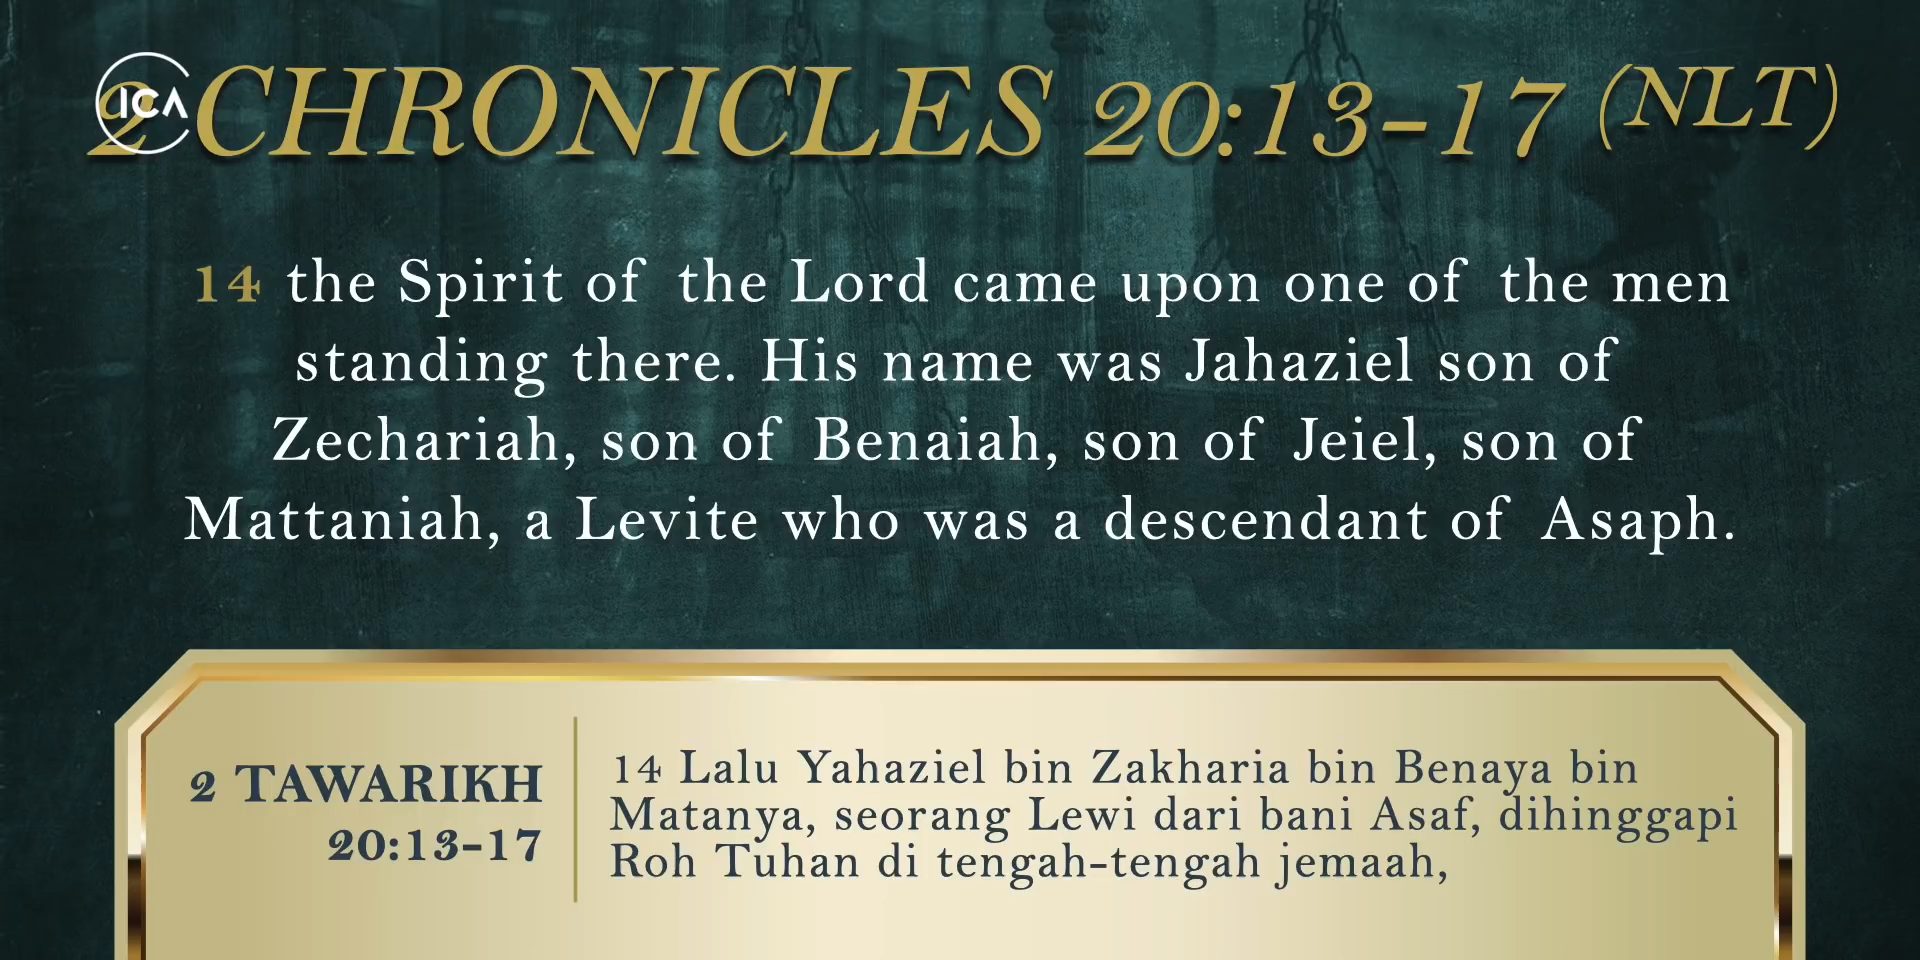 ICA
2 CHRONICLES 20:13-17 (NLT)
14 the Spirit of the Lord came upon one of the men
standing there. His name was Jahaziel son of
Zechariah, son of Benaiah, son of Jeiel, son of
Mattaniah, a Levite who was a descendant of Asaph.
2 TAWARIKH
20:13-17
14 Lalu Yahaziel bin Zakharia bin Benaya bin
Matanya, seorang Lewi dari bani Asaf, dihinggapi
Roh Tuhan di tengah-tengah jemaah,